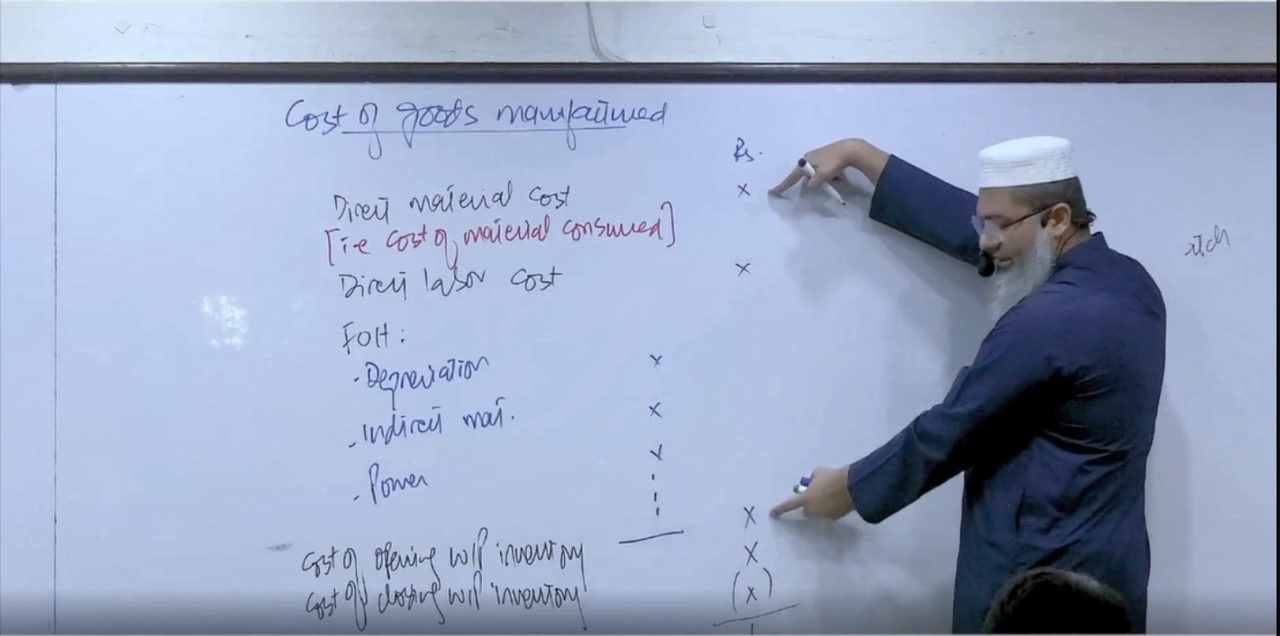 Cost of goods manufactured
Rs.
Direct material cost x
[i.e cost of material consumed]
Direct labor cost x
FOH:
- Depreciation x
- Indirect mat. x
- Power x
x
Cost of opening WIP inventory x
Cost of closing WIP inventory (x)